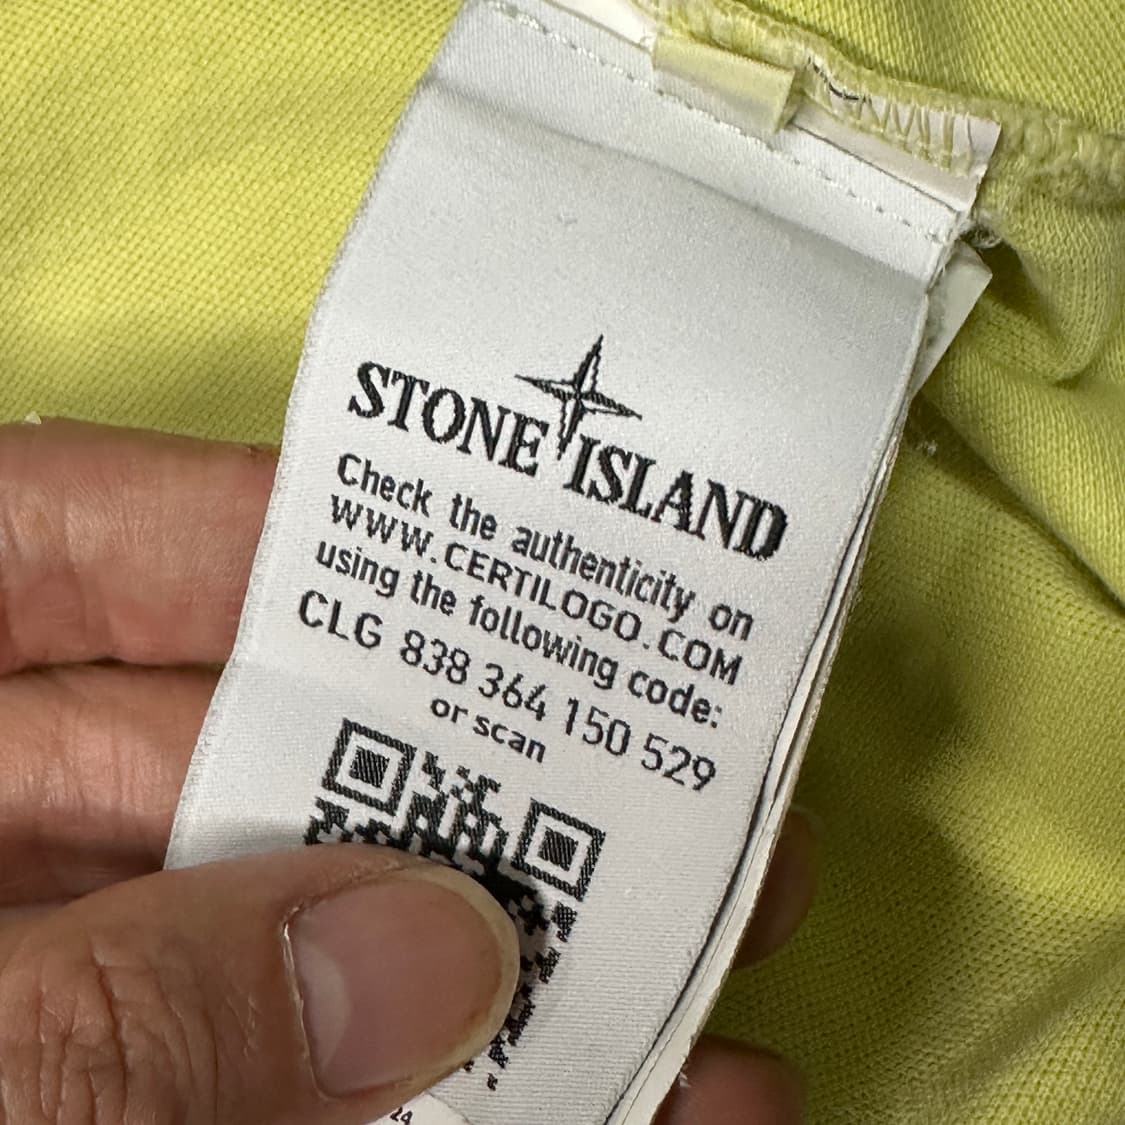 STONE ISLAND
Check the authenticity on
WWW.CERTILOGO.COM
using the following code:
CLG 838 364 150 529
or scan
24